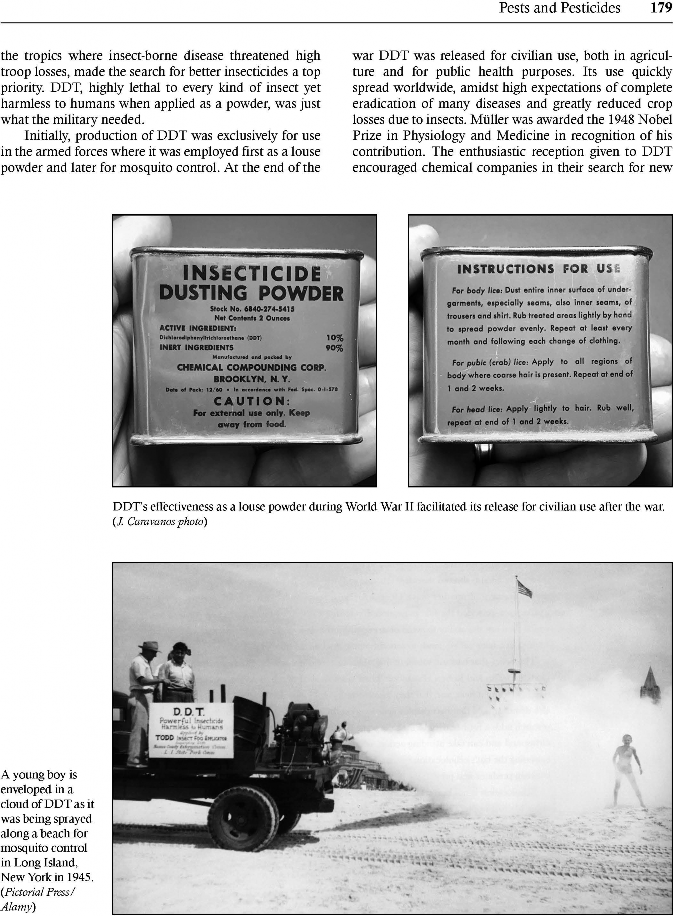 Pests and Pesticides 179
the tropics where insect-borne disease threatened high
troop losses, made the search for better insecticides a top
priority. DDT, highly lethal to every kind of insect yet
harmless to humans when applied as a powder, was just
what the military needed.
Initially, production of DDT was exclusively for use
in the armed forces where it was employed first as a louse
powder and later for mosquito control. At the end of the
war DDT was released for civilian use, both in agricul-
ture and for public health purposes. Its use quickly
spread worldwide, amidst high expectations of complete
eradication of many diseases and greatly reduced crop
losses due to insects. Müller was awarded the 1948 Nobel
Prize in Physiology and Medicine in recognition of his
contribution. The enthusiastic reception given to DDT
encouraged chemical companies in their search for new
INSECTICIDE
DUSTING POWDER
Stock No. 6840-274-5415
Net Contents 2 Ounces
ACTIVE INGREDIENT:
Dichlorodiphenyltrichloroethane (DDT) 10%
INERT INGREDIENTS 90%
Manufactured and packed by
CHEMICAL COMPOUNDING CORP.
BROOKLYN, N. Y.
Date of Pack: 12/60 • In accordance with Fed. Spec. O-I-570
CAUTION:
For external use only. Keep
away from food.
INSTRUCTIONS FOR USE
For body lice: Dust entire inner surface of under-
garments, especially seams, also inner seams, of
trousers and shirt. Rub treated areas lightly by hand
to spread powder evenly. Repeat at least every
month and following each change of clothing.
For pubic (crab) lice: Apply to all regions of
body where coarse hair is present. Repeat at end of
1 and 2 weeks.
For head lice: Apply lightly to hair. Rub well,
repeat at end of 1 and 2 weeks.
DDT's effectiveness as a louse powder during World War II facilitated its release for civilian use after the war.
(J. Caravanos photo)
D.D.T.
Powerful Insecticide
Harmless to Humans
Applied by
TODD INSECT FOG APPLICATOR
A young boy is
enveloped in a
cloud of DDT as it
was being sprayed
along a beach for
mosquito control
in Long Island,
New York in 1945.
(Pictorial Press/
Alamy)